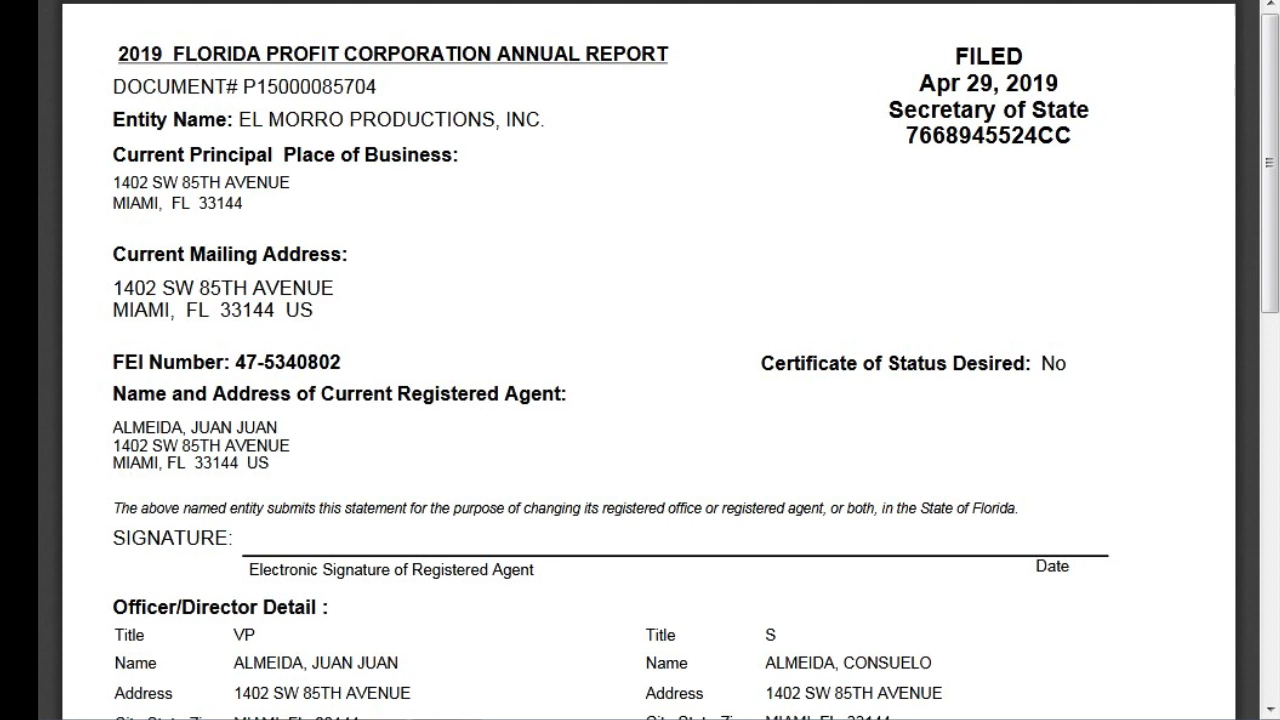 2019 FLORIDA PROFIT CORPORATION ANNUAL REPORT
DOCUMENT# P15000085704
Entity Name: EL MORRO PRODUCTIONS, INC.
Current Principal Place of Business:
1402 SW 85TH AVENUE
MIAMI, FL 33144
FILED
Apr 29, 2019
Secretary of State
7668945524CC
Current Mailing Address:
1402 SW 85TH AVENUE
MIAMI, FL 33144 US
FEI Number: 47-5340802
Certificate of Status Desired: No
Name and Address of Current Registered Agent:
ALMEIDA, JUAN JUAN
1402 SW 85TH AVENUE
MIAMI, FL 33144 US
The above named entity submits this statement for the purpose of changing its registered office or registered agent, or both, in the State of Florida.
SIGNATURE:
Electronic Signature of Registered Agent
Date
Officer/Director Detail :
Title VP
Name ALMEIDA, JUAN JUAN
Address 1402 SW 85TH AVENUE
Title S
Name ALMEIDA, CONSUELO
Address 1402 SW 85TH AVENUE